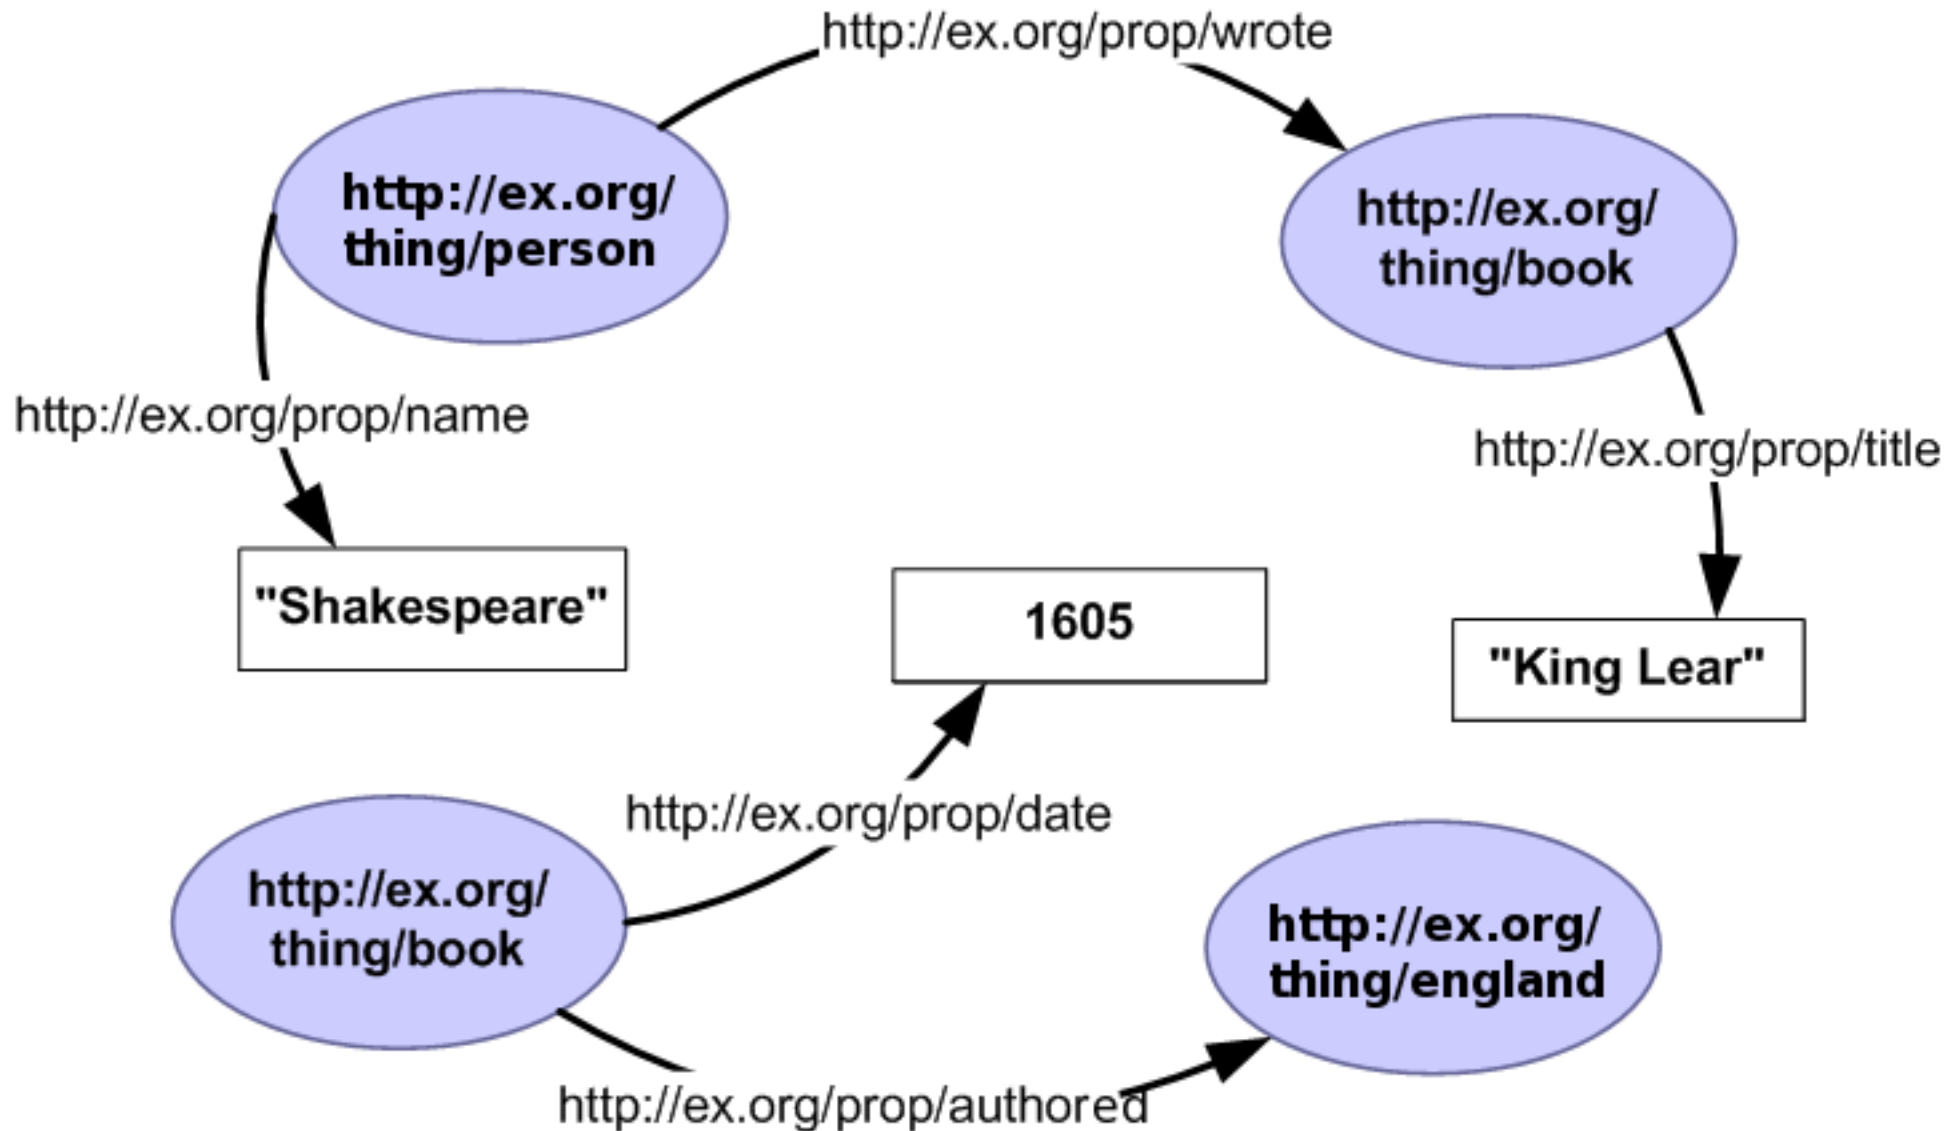 http://ex.org/prop/wrote
http://ex.org/
thing/person
http://ex.org/
thing/book
http://ex.org/prop/name
http://ex.org/prop/title
"Shakespeare"
1605
"King Lear"
http://ex.org/prop/date
http://ex.org/
thing/book
http://ex.org/
thing/england
http://ex.org/prop/authored